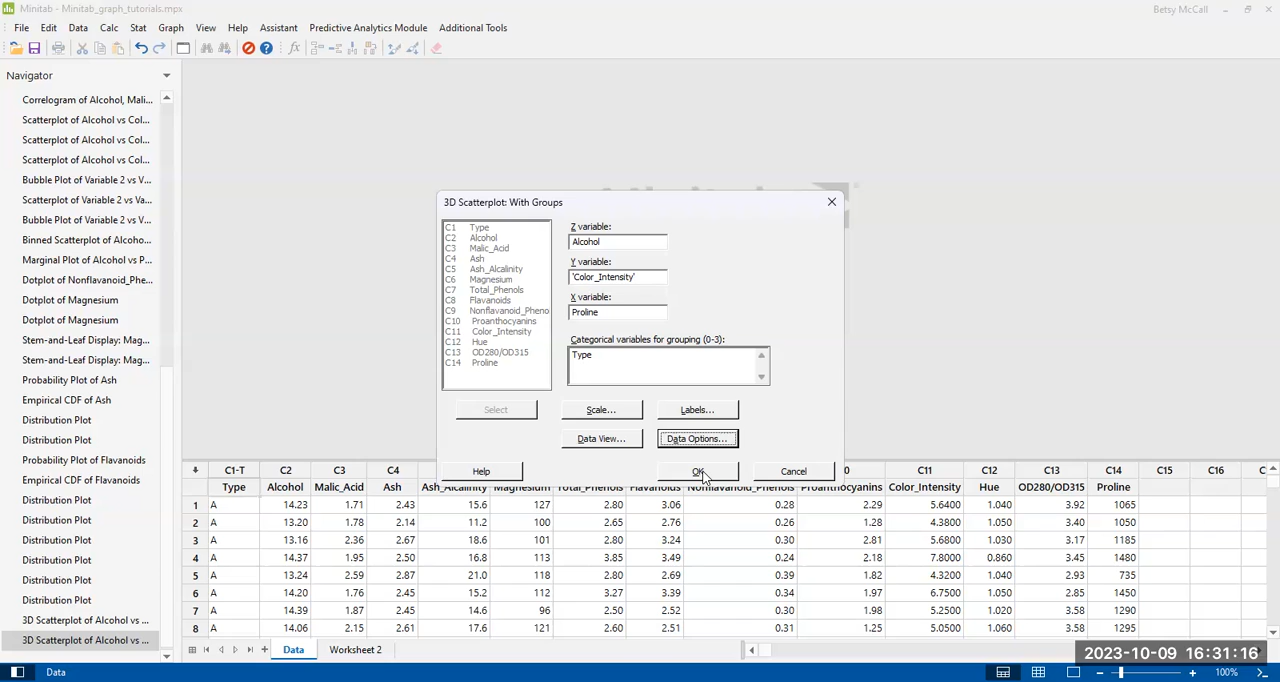 Minitab - Minitab_graph_tutorials.mpx
Betsy McCall
File Edit Data Calc Stat Graph View Help Assistant Predictive Analytics Module Additional Tools
Navigator
Correlogram of Alcohol, Mali...
Scatterplot of Alcohol vs Col...
Scatterplot of Alcohol vs Col...
Scatterplot of Alcohol vs Col...
Bubble Plot of Variable 2 vs V...
Scatterplot of Variable 2 vs Va...
Bubble Plot of Variable 2 vs V...
Binned Scatterplot of Alcoho...
Marginal Plot of Alcohol vs P...
Dotplot of Nonflavanoid_Phe...
Dotplot of Magnesium
Dotplot of Magnesium
Stem-and-Leaf Display: Mag...
Stem-and-Leaf Display: Mag...
Probability Plot of Ash
Empirical CDF of Ash
Distribution Plot
Distribution Plot
Probability Plot of Flavanoids
Empirical CDF of Flavanoids
Distribution Plot
Distribution Plot
Distribution Plot
Distribution Plot
Distribution Plot
Distribution Plot
3D Scatterplot of Alcohol vs ...
3D Scatterplot of Alcohol vs ...
3D Scatterplot: With Groups
C1 Type
C2 Alcohol
C3 Malic_Acid
C4 Ash
C5 Ash_Alcalinity
C6 Magnesium
C7 Total_Phenols
C8 Flavanoids
C9 Nonflavanoid_Pheno
C10 Proanthocyanins
C11 Color_Intensity
C12 Hue
C13 OD280/OD315
C14 Proline
Z variable:
Alcohol
Y variable:
'Color_Intensity'
X variable:
Proline
Categorical variables for grouping (0-3):
Type
Select Scale... Labels...
Data View... Data Options...
Help OK Cancel
C1-T C2 C3 C4 0 C11 C12 C13 C14 C15 C16 C
Type Alcohol Malic_Acid Ash Ash_Alcalinity Magnesium Total_Phenols Flavanoids Nonflavanoid_Phenols Proanthocyanins Color_Intensity Hue OD280/OD315 Proline
1 A 14.23 1.71 2.43 15.6 127 2.80 3.06 0.28 2.29 5.6400 1.040 3.92 1065
2 A 13.20 1.78 2.14 11.2 100 2.65 2.76 0.26 1.28 4.3800 1.050 3.40 1050
3 A 13.16 2.36 2.67 18.6 101 2.80 3.24 0.30 2.81 5.6800 1.030 3.17 1185
4 A 14.37 1.95 2.50 16.8 113 3.85 3.49 0.24 2.18 7.8000 0.860 3.45 1480
5 A 13.24 2.59 2.87 21.0 118 2.80 2.69 0.39 1.82 4.3200 1.040 2.93 735
6 A 14.20 1.76 2.45 15.2 112 3.27 3.39 0.34 1.97 6.7500 1.050 2.85 1450
7 A 14.39 1.87 2.45 14.6 96 2.50 2.52 0.30 1.98 5.2500 1.020 3.58 1290
8 A 14.06 2.15 2.61 17.6 121 2.60 2.51 0.31 1.25 5.0500 1.060 3.58 1295
Data Worksheet 2
2023-10-09 16:31:16
Data
100%